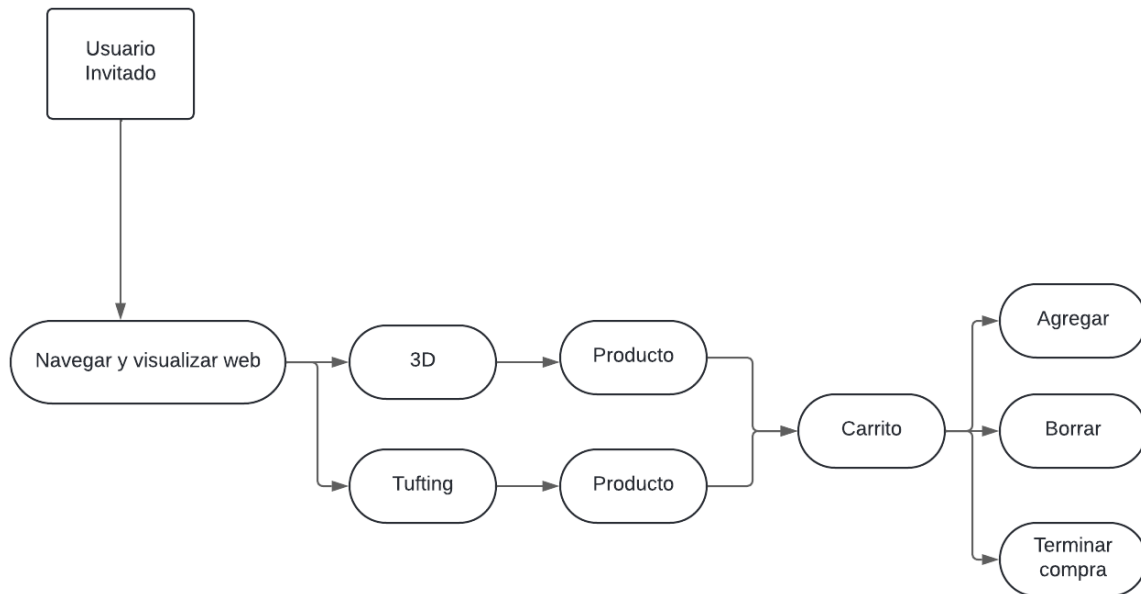 Usuario
Invitado
Navegar y visualizar web
3D
Producto
Tufting
Producto
Carrito
Agregar
Borrar
Terminar
compra